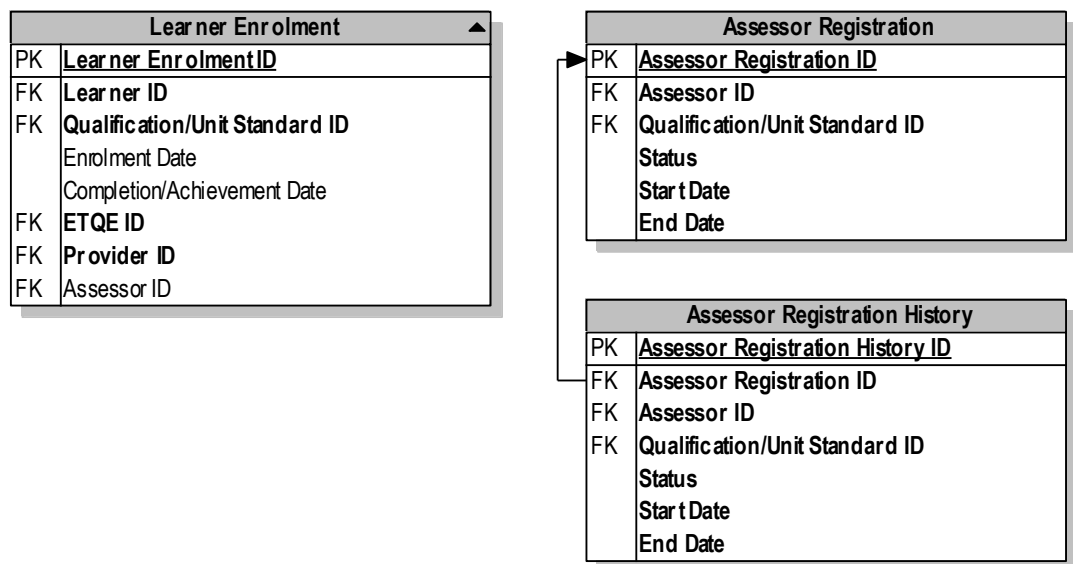 Learner Enrolment
PK Learner Enrolment ID
FK Learner ID
FK Qualification/Unit Standard ID
Enrolment Date
Completion/Achievement Date
FK ETQE ID
FK Provider ID
FK Assessor ID
Assessor Registration
PK Assessor Registration ID
FK Assessor ID
FK Qualification/Unit Standard ID
Status
Start Date
End Date
Assessor Registration History
PK Assessor Registration History ID
FK Assessor Registration ID
FK Assessor ID
FK Qualification/Unit Standard ID
Status
Start Date
End Date